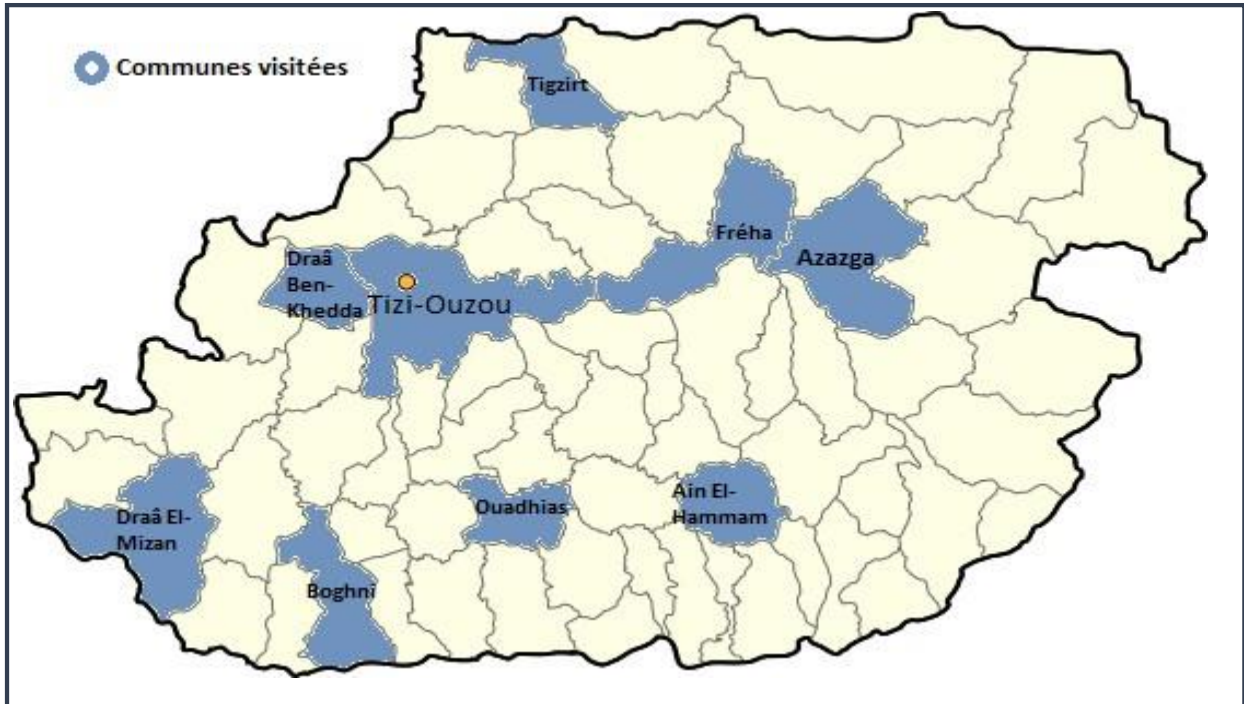 Communes visitées
Tigzirt
Fréha
Azazga
Draâ
Ben-
Khedda
Tizi-Ouzou
Draâ El-
Mizan
Boghni
Ouadhias
Ain El-
Hammam